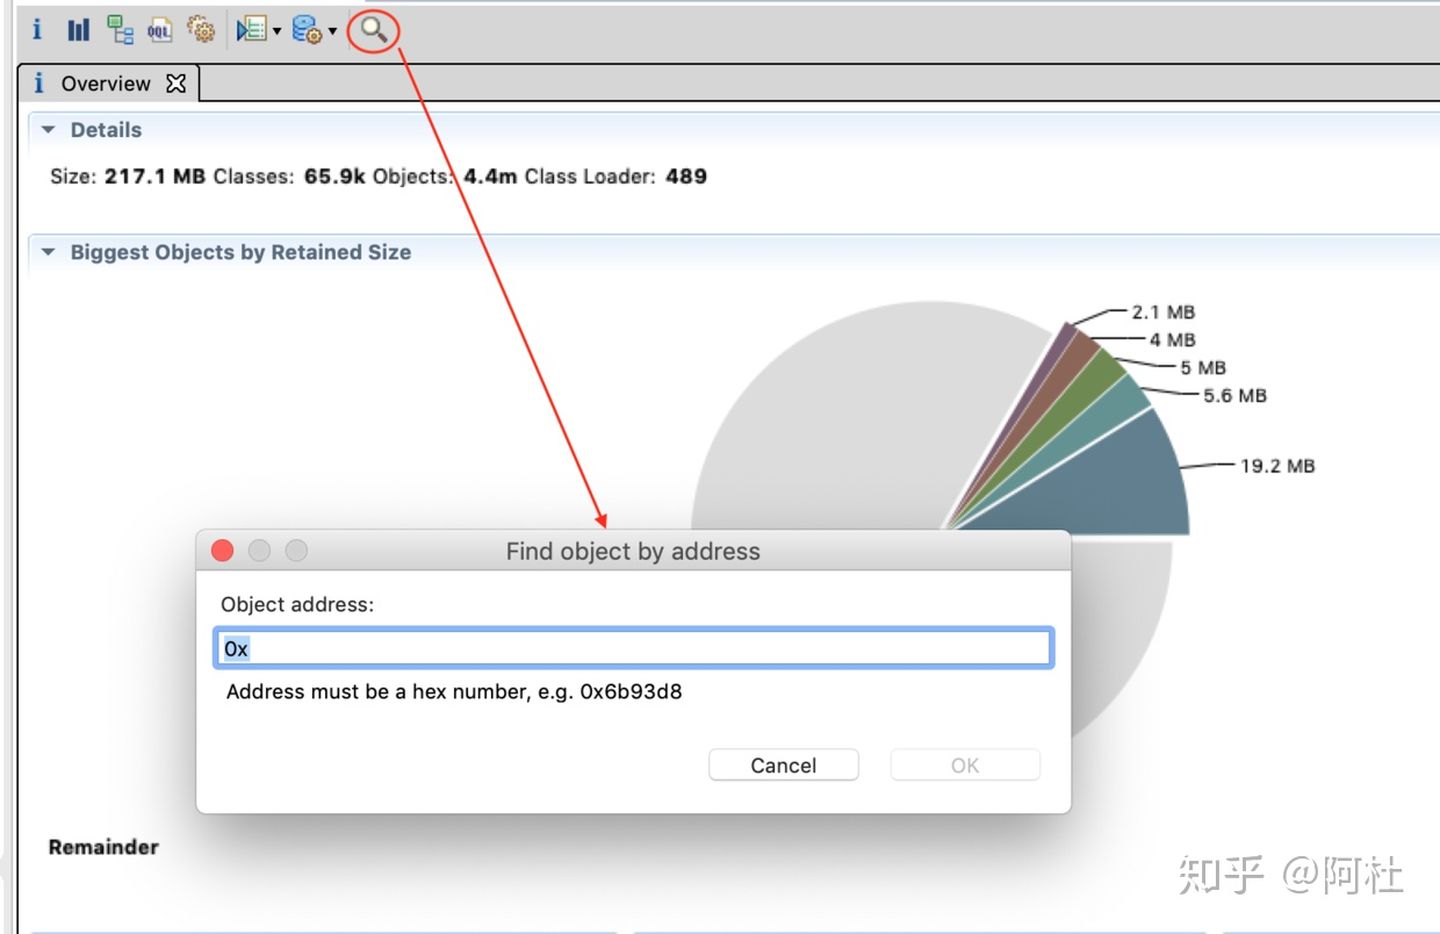 i OQL
i Overview
Details
Size: 217.1 MB Classes: 65.9k Objects: 4.4m Class Loader: 489
Biggest Objects by Retained Size
2.1 MB
4 MB
5 MB
5.6 MB
19.2 MB
Find object by address
Object address:
0x
Address must be a hex number, e.g. 0x6b93d8
Cancel OK
Remainder
知乎 @阿杜